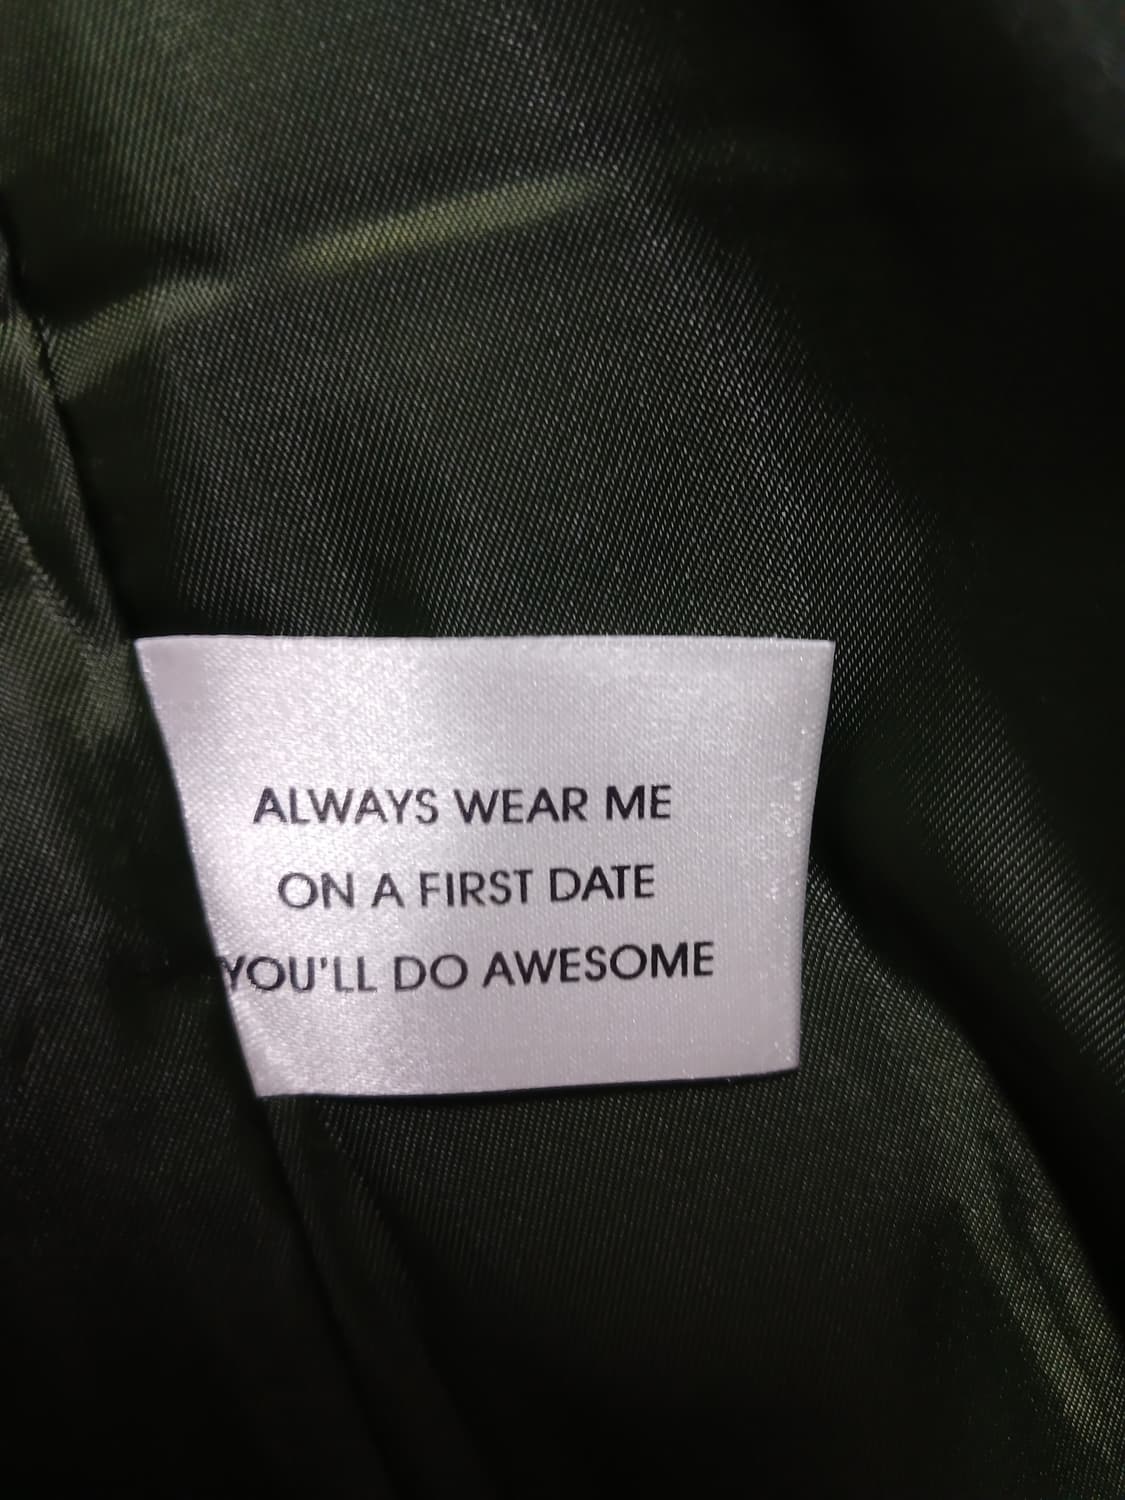 ALWAYS WEAR ME
ON A FIRST DATE
YOU'LL DO AWESOME